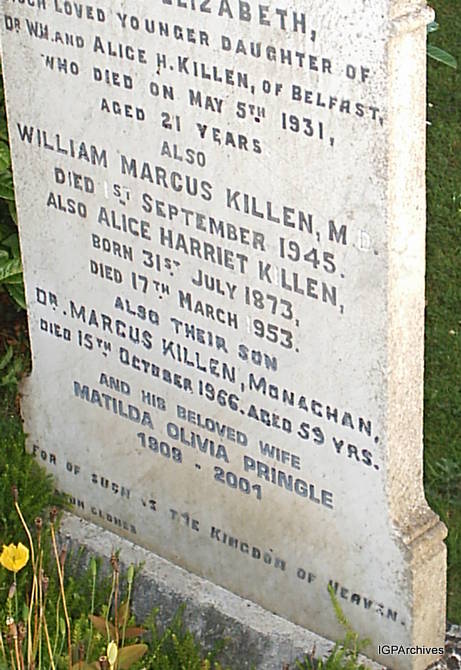 ELIZABETH,
LOVED YOUNGER DAUGHTER OF
DR WM. AND ALICE H. KILLEN, OF BELFAST,
WHO DIED ON MAY 5TH 1931,
AGED 21 YEARS
ALSO
WILLIAM MARCUS KILLEN, M.D.
DIED 1ST SEPTEMBER 1945.
ALSO ALICE HARRIET KILLEN,
BORN 31ST JULY 1873,
DIED 17TH MARCH 1953.
ALSO THEIR SON
DR. MARCUS KILLEN, MONAGHAN,
DIED 15TH OCTOBER 1966. AGED 59 YRS.
AND HIS BELOVED WIFE
MATILDA OLIVIA PRINGLE
1909 - 2001
FOR OF SUCH IS THE KINGDOM OF HEAVEN.
CLONES
IGPArchives